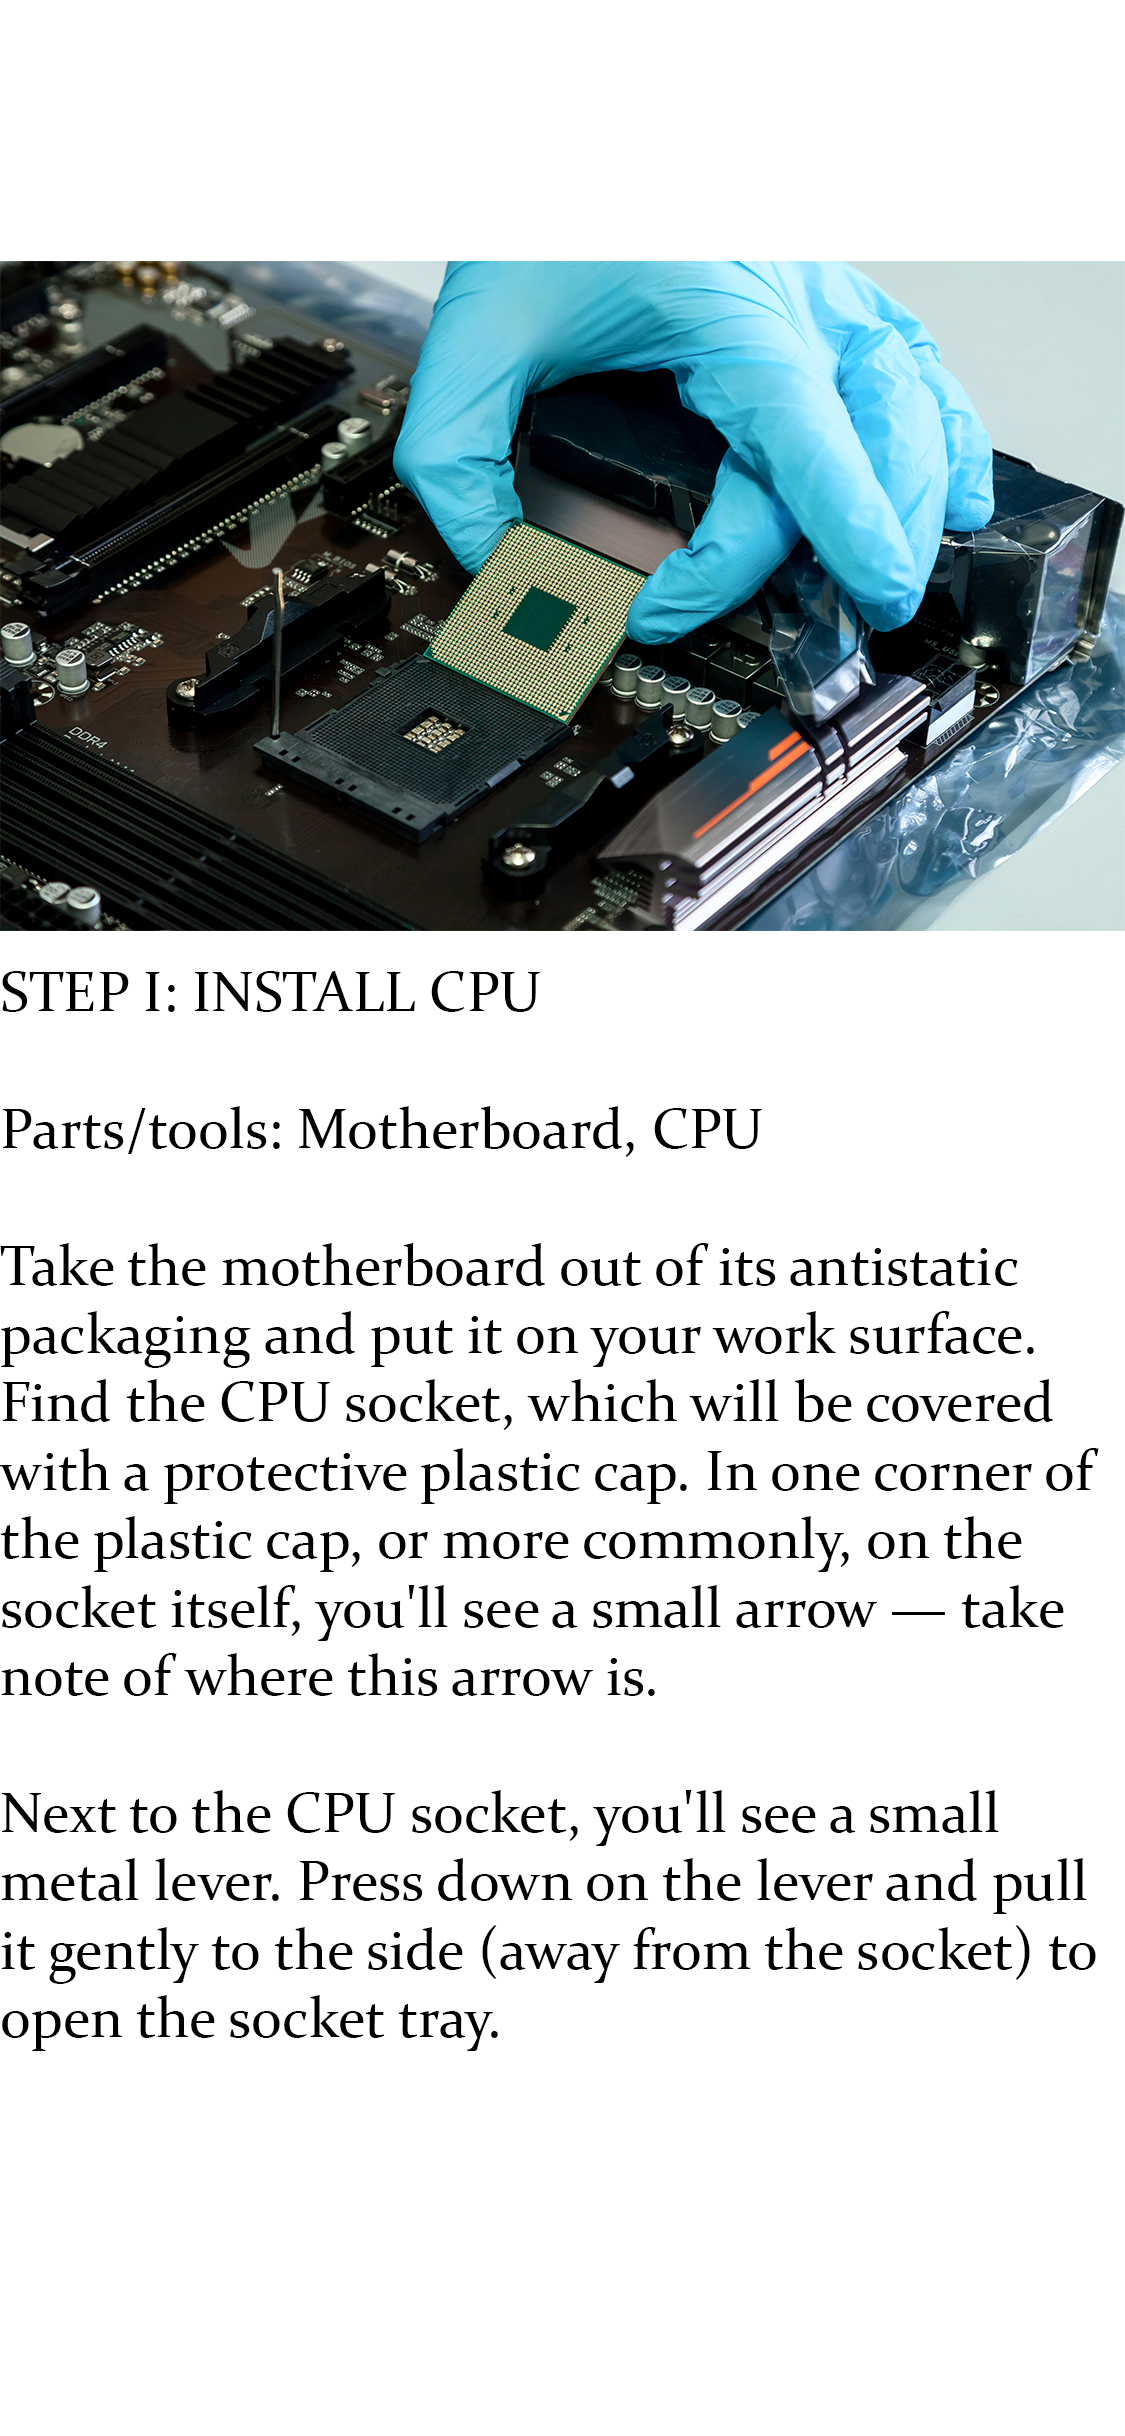 DDR4
STEP I: INSTALL CPU
Parts/tools: Motherboard, CPU
Take the motherboard out of its antistatic
packaging and put it on your work surface.
Find the CPU socket, which will be covered
with a protective plastic cap. In one corner of
the plastic cap, or more commonly, on the
socket itself, you'll see a small arrow — take
note of where this arrow is.
Next to the CPU socket, you'll see a small
metal lever. Press down on the lever and pull
it gently to the side (away from the socket) to
open the socket tray.